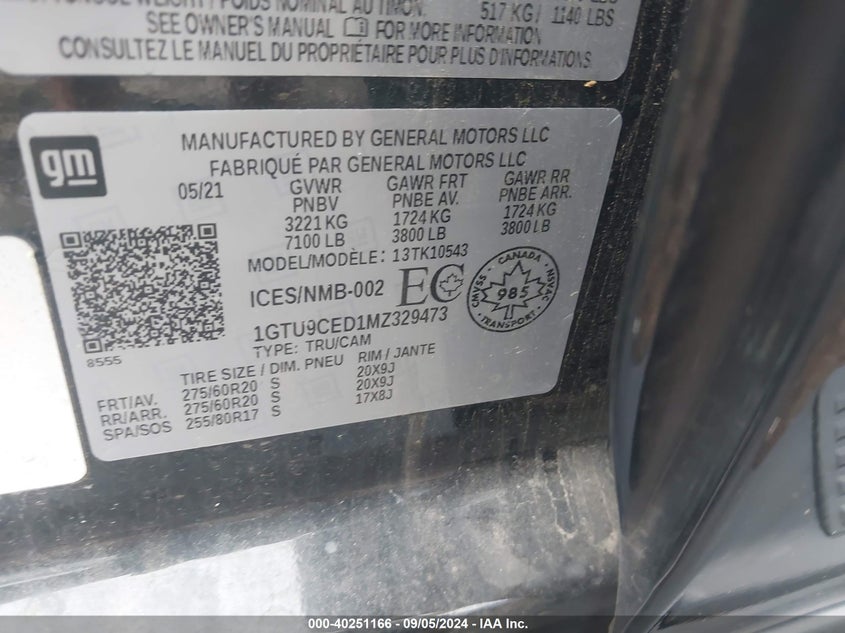 517 KG / 1140 LBS
SEE OWNER'S MANUAL FOR MORE INFORMATION
CONSULTEZ LE MANUEL DU PROPRIÉTAIRE POUR PLUS D'INFORMATIONS.
gm
MANUFACTURED BY GENERAL MOTORS LLC
FABRIQUÉ PAR GENERAL MOTORS LLC
05/21 GVWR GAWR FRT GAWR RR
PNBV PNBE AV. PNBE ARR.
3221 KG 1724 KG 1724 KG
7100 LB 3800 LB 3800 LB
MODEL/MODÈLE: 13TK10543
ICES/NMB-002 EC
CANADA
CMVSS 985 NSVAC
TRANSPORT
1GTU9CED1MZ329473
TYPE: TRU/CAM
8555
TIRE SIZE / DIM. PNEU RIM / JANTE
FRT/AV. 275/60R20 S 20X9J
RR/ARR. 275/60R20 S 20X9J
SPA/SOS 255/80R17 S 17X8J
000-40251166 - 09/05/2024 - IAA Inc.